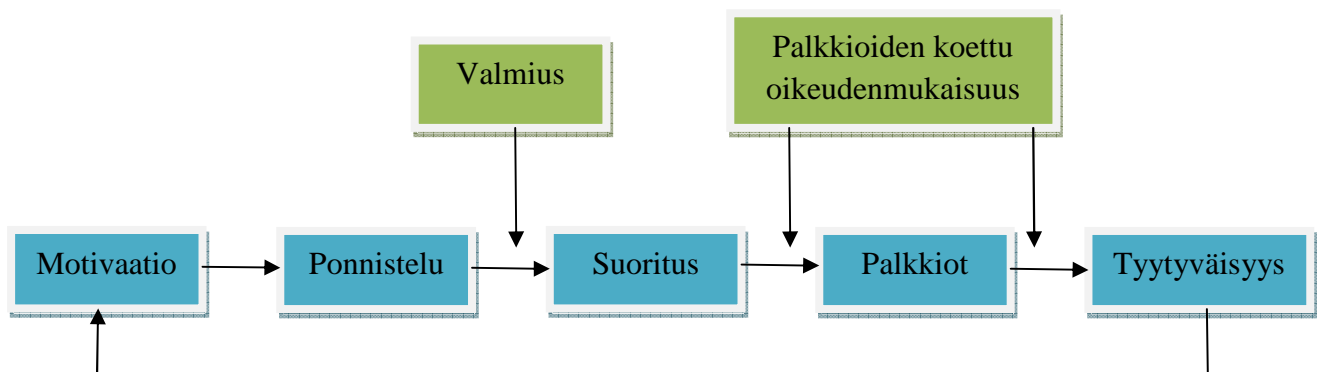 Valmius
Palkkioiden koettu
oikeudenmukaisuus
Motivaatio
Ponnistelu
Suoritus
Palkkiot
Tyytyväisyys